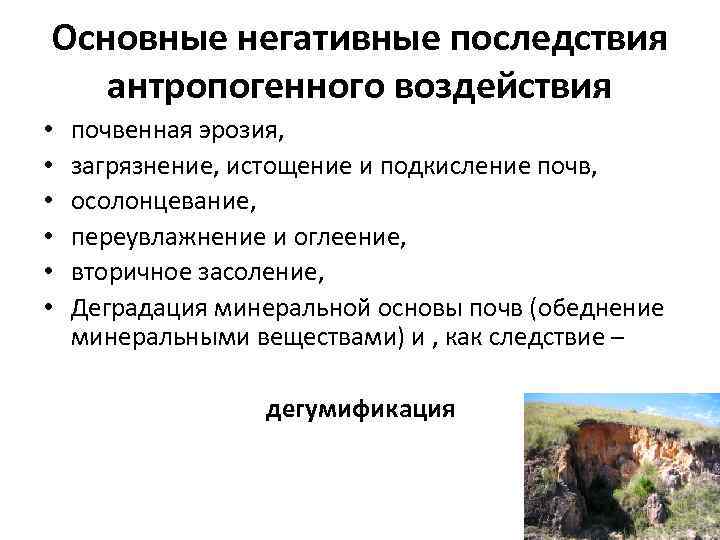 Основные негативные последствия
антропогенного воздействия
• почвенная эрозия,
• загрязнение, истощение и подкисление почв,
• осолонцевание,
• переувлажнение и оглеение,
• вторичное засоление,
• Деградация минеральной основы почв (обеднение
минеральными веществами) и , как следствие –
дегумификация